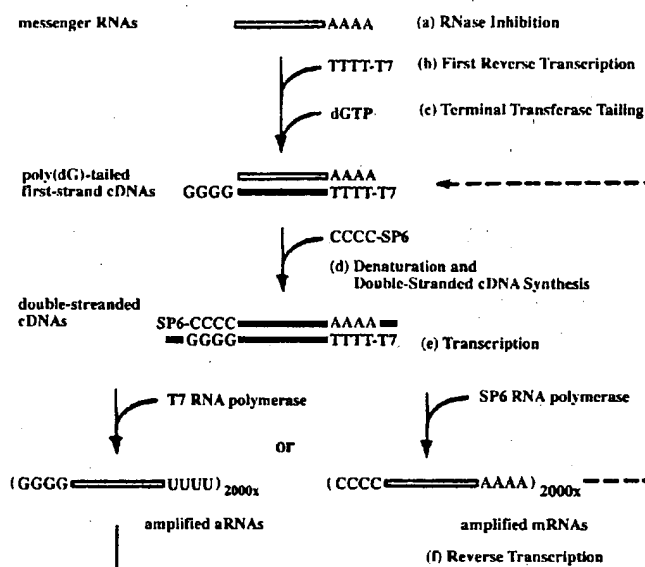 messenger RNAs AAAA (a) RNase Inhibition
TTTT-T7 (b) First Reverse Transcription
dGTP (c) Terminal Transferase Tailing
poly(dG)-tailed
first-strand cDNAs
AAAA
GGGG TTTT-T7
CCCC-SP6
(d) Denaturation and
Double-Stranded cDNA Synthesis
double-streanded
cDNAs
SP6-CCCC AAAA
GGGG TTTT-T7
(e) Transcription
T7 RNA polymerase
SP6 RNA polymerase
or
(GGGG UUUU) 2000x
(CCCC AAAA) 2000x
amplified aRNAs
amplified mRNAs
(f) Reverse Transcription